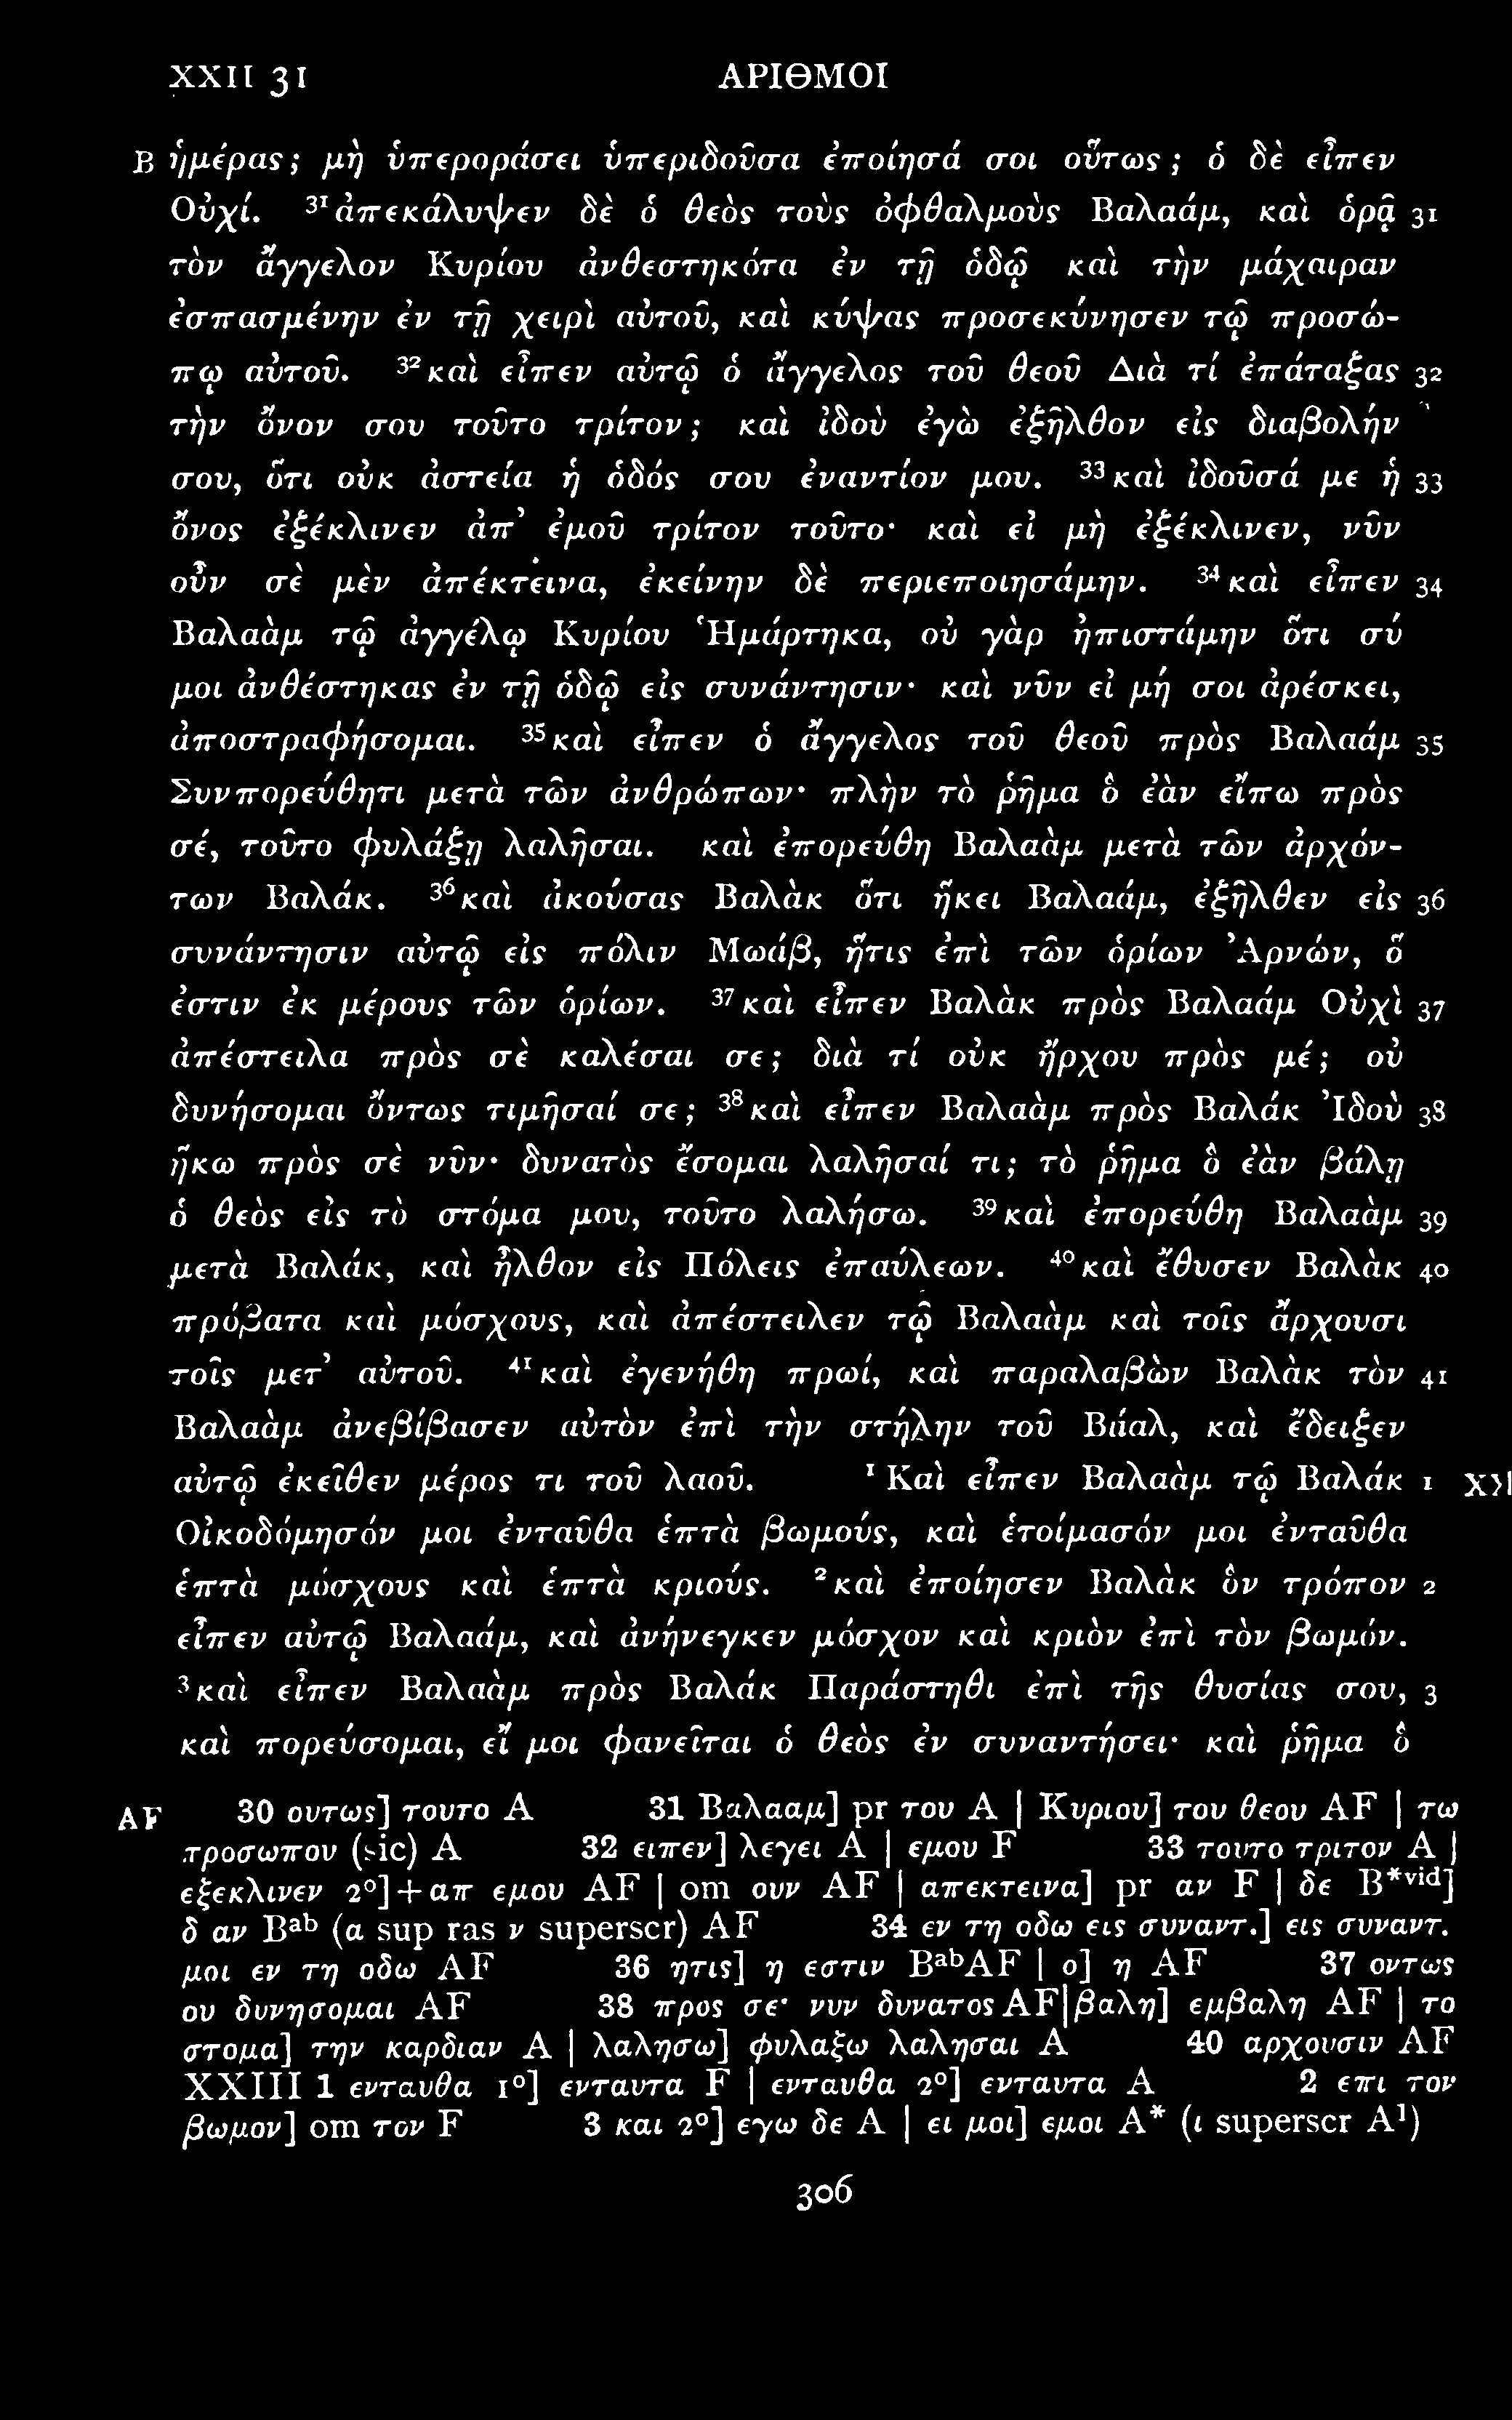 XXII 31 ΑΡΙΘΜΟΙ
B ἡμέρας; μὴ ὑπεροράσει ὑπεριδοῦσα ἐποίησά σοι οὕτως; ὁ δὲ εἶπεν
Οὐχί. ³¹ἀπεκάλυψεν δὲ ὁ θεὸς τοὺς ὀφθαλμοὺς Βαλαάμ, καὶ ὁρᾷ 31
τὸν ἄγγελον Κυρίου ἀνθεστηκότα ἐν τῇ ὁδῷ καὶ τὴν μάχαιραν
ἐσπασμένην ἐν τῇ χειρὶ αὐτοῦ, καὶ κύψας προσεκύνησεν τῷ προσώ-
πῳ αὐτοῦ. ³²καὶ εἶπεν αὐτῷ ὁ ἄγγελος τοῦ θεοῦ Διὰ τί ἐπάταξας 32
τὴν ὄνον σου τοῦτο τρίτον; καὶ ἰδοὺ ἐγὼ ἐξῆλθον εἰς διαβολήν
σου, ὅτι οὐκ ἀστεία ἡ ὁδός σου ἐναντίον μου. ³³καὶ ἰδοῦσά με ἡ 33
ὄνος ἐξέκλινεν ἀπ’ ἐμοῦ τρίτον τοῦτο· καὶ εἰ μὴ ἐξέκλινεν, νῦν
οὖν σὲ μὲν ἀπέκτεινα, ἐκείνην δὲ περιεποιησάμην. ³⁴καὶ εἶπεν 34
Βαλαὰμ τῷ ἀγγέλῳ Κυρίου Ἡμάρτηκα, οὐ γὰρ ἠπιστάμην ὅτι σύ
μοι ἀνθέστηκας ἐν τῇ ὁδῷ εἰς συνάντησιν· καὶ νῦν εἰ μή σοι ἀρέσκει,
ἀποστραφήσομαι. ³⁵καὶ εἶπεν ὁ ἄγγελος τοῦ θεοῦ πρὸς Βαλαάμ 35
Συνπορεύθητι μετὰ τῶν ἀνθρώπων· πλὴν τὸ ῥῆμα ὃ ἐὰν εἴπω πρὸς
σέ, τοῦτο φυλάξῃ λαλῆσαι. καὶ ἐπορεύθη Βαλαὰμ μετὰ τῶν ἀρχόν-
των Βαλάκ. ³⁶καὶ ἀκούσας Βαλὰκ ὅτι ἥκει Βαλαάμ, ἐξῆλθεν εἰς 36
συνάντησιν αὐτῷ εἰς πόλιν Μωάβ, ἥτις ἐπὶ τῶν ὁρίων Ἀρνών, ὅ
ἐστιν ἐκ μέρους τῶν ὁρίων. ³⁷καὶ εἶπεν Βαλὰκ πρὸς Βαλαάμ Οὐχὶ 37
ἀπέστειλα πρὸς σὲ καλέσαι σε; διὰ τί οὐκ ἤρχου πρὸς μέ; οὐ
δυνήσομαι ὄντως τιμῆσαί σε; ³⁸καὶ εἶπεν Βαλαὰμ πρὸς Βαλάκ Ἰδοὺ 38
ἥκω πρὸς σὲ νῦν· δυνατὸς ἔσομαι λαλῆσαί τι; τὸ ῥῆμα ὃ ἐὰν βάλῃ
ὁ θεὸς εἰς τὸ στόμα μου, τοῦτο λαλήσω. ³⁹καὶ ἐπορεύθη Βαλαὰμ 39
μετὰ Βαλάκ, καὶ ἦλθον εἰς Πόλεις ἐπαύλεων. ⁴⁰καὶ ἔθυσεν Βαλὰκ 40
πρόβατα καὶ μόσχους, καὶ ἀπέστειλεν τῷ Βαλαὰμ καὶ τοῖς ἄρχουσι
τοῖς μετ’ αὐτοῦ. ⁴¹καὶ ἐγενήθη πρωί, καὶ παραλαβὼν Βαλὰκ τὸν 41
Βαλαὰμ ἀνεβίβασεν αὐτὸν ἐπὶ τὴν στήλην τοῦ Βάαλ, καὶ ἔδειξεν
αὐτῷ ἐκεῖθεν μέρος τι τοῦ λαοῦ. ¹Καὶ εἶπεν Βαλαὰμ τῷ Βαλάκ 1
Οἰκοδόμησόν μοι ἐνταῦθα ἑπτὰ βωμούς, καὶ ἑτοίμασόν μοι ἐνταῦθα
ἑπτὰ μόσχους καὶ ἑπτὰ κριούς. ²καὶ ἐποίησεν Βαλὰκ ὃν τρόπον 2
εἶπεν αὐτῷ Βαλαάμ, καὶ ἀνήνεγκεν μόσχον καὶ κριὸν ἐπὶ τὸν βωμόν.
³καὶ εἶπεν Βαλαὰμ πρὸς Βαλάκ Παράστηθι ἐπὶ τῆς θυσίας σου, 3
καὶ πορεύσομαι, εἴ μοι φανεῖται ὁ θεὸς ἐν συναντήσει· καὶ ῥῆμα ὃ
AF 30 ουτως] τουτο A 31 Βαλααμ] pr του A | Κυριου] του θεου AF | τω
προσωπον (sic) A 32 ειπεν] λεγει A | εμου F 33 τουτο τριτον A |
εξεκλινεν 2°]+απ εμου AF | om ουν AF | απεκτεινα] pr αν F | δε B*vid]
δ αν Bab (α sup ras ν superscr) AF 34 εν τη οδω εις συναντ.] εις συναντ.
μοι εν τη οδω AF 36 ητις] η εστιν BabAF | ο] η AF 37 οντως
ου δυνησομαι AF 38 προς σε· νυν δυνατος AF | βαλη] εμβαλη AF | το
στομα] την καρδιαν A | λαλησω] φυλαξω λαλησαι A 40 αρχουσιν AF
XXIII 1 ενταυθα 1°] ενταυτα F | ενταυθα 2°] ενταυτα A 2 επι τον
βωμον] om τον F 3 και 2°] εγω δε A | ει μοι] εμοι A* (ι superscr A¹)
306